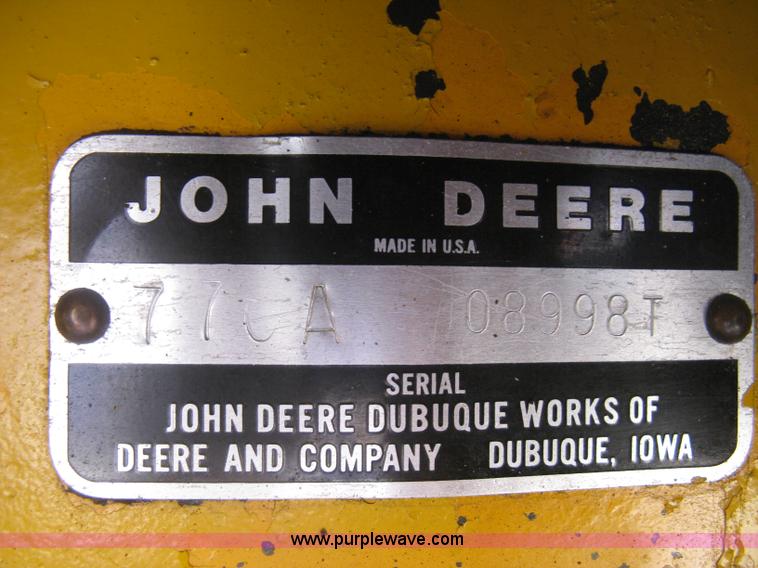 JOHN DEERE
MADE IN U.S.A.
770A 08998T
SERIAL
JOHN DEERE DUBUQUE WORKS OF
DEERE AND COMPANY DUBUQUE, IOWA
www.purplewave.com